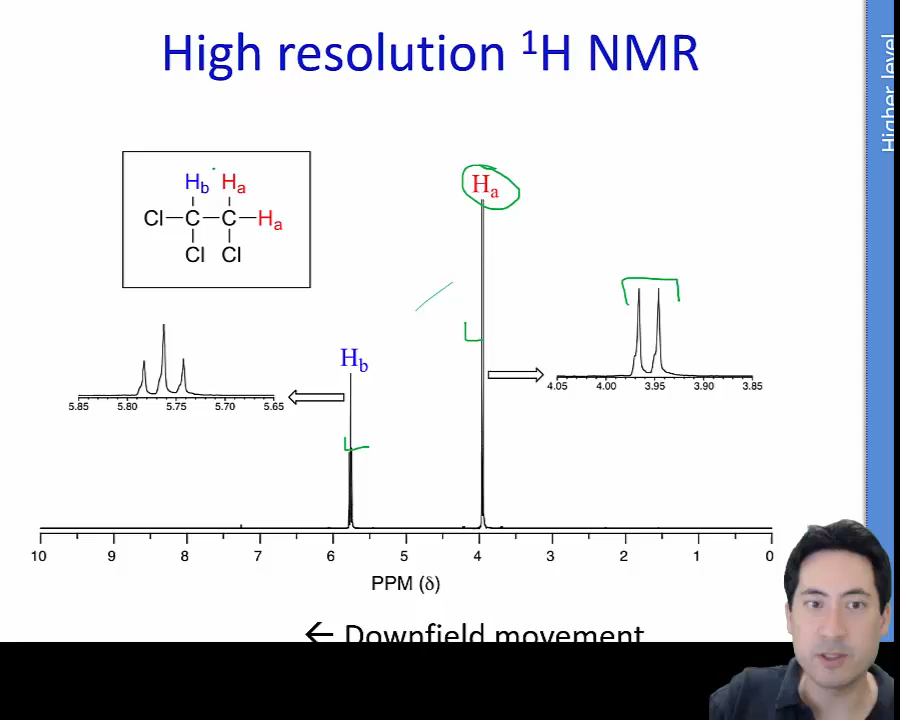 High resolution ¹H NMR
Higher level
Hb Ha
Cl C C Ha
Cl Cl
Ha
Hb
5.85 5.80 5.75 5.70 5.65
4.05 4.00 3.95 3.90 3.85
10 9 8 7 6 5 4 3 2 1 0
PPM (δ)
← Downfield movement